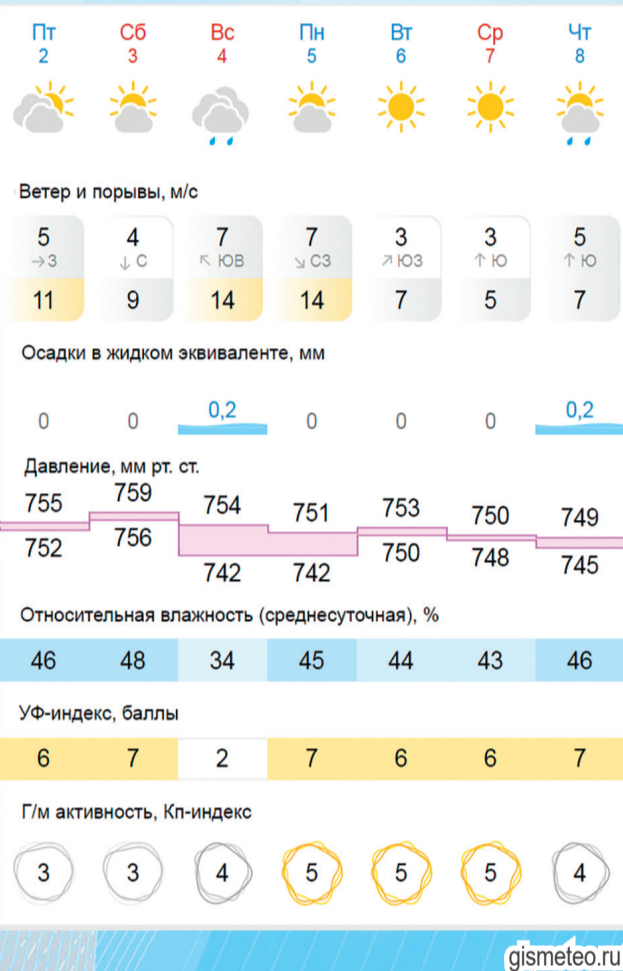 Пт Сб Вс Пн Вт Ср Чт
2 3 4 5 6 7 8
Ветер и порывы, м/с
5 4 7 7 3 3 5
→З ↓ С ↖ ЮВ ↘ СЗ ↗ ЮЗ ↑ Ю ↑ Ю
11 9 14 14 7 5 7
Осадки в жидком эквиваленте, мм
0 0 0,2 0 0 0 0,2
Давление, мм рт. ст.
755 759 754 751 753 750 749
752 756 742 742 750 748 745
Относительная влажность (среднесуточная), %
46 48 34 45 44 43 46
УФ-индекс, баллы
6 7 2 7 6 6 7
Г/м активность, Кп-индекс
3 3 4 5 5 5 4
gismeteo.ru